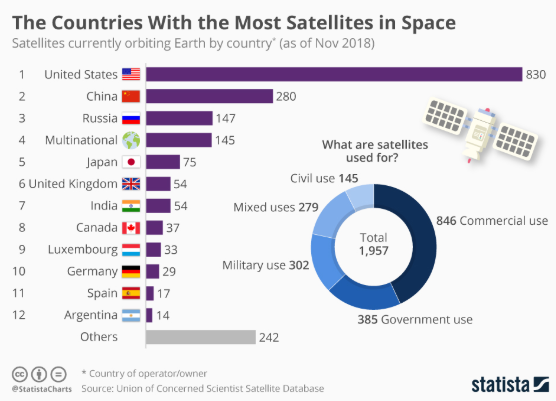 The Countries With the Most Satellites in Space
Satellites currently orbiting Earth by country* (as of Nov 2018)
1 United States 830
2 China 280
3 Russia 147
4 Multinational 145
5 Japan 75
6 United Kingdom 54
7 India 54
8 Canada 37
9 Luxembourg 33
10 Germany 29
11 Spain 17
12 Argentina 14
Others 242
What are satellites
used for?
Civil use 145
Mixed uses 279
846 Commercial use
Total
1,957
Military use 302
385 Government use
* Country of operator/owner
@StatistaCharts Source: Union of Concerned Scientist Satellite Database
statista